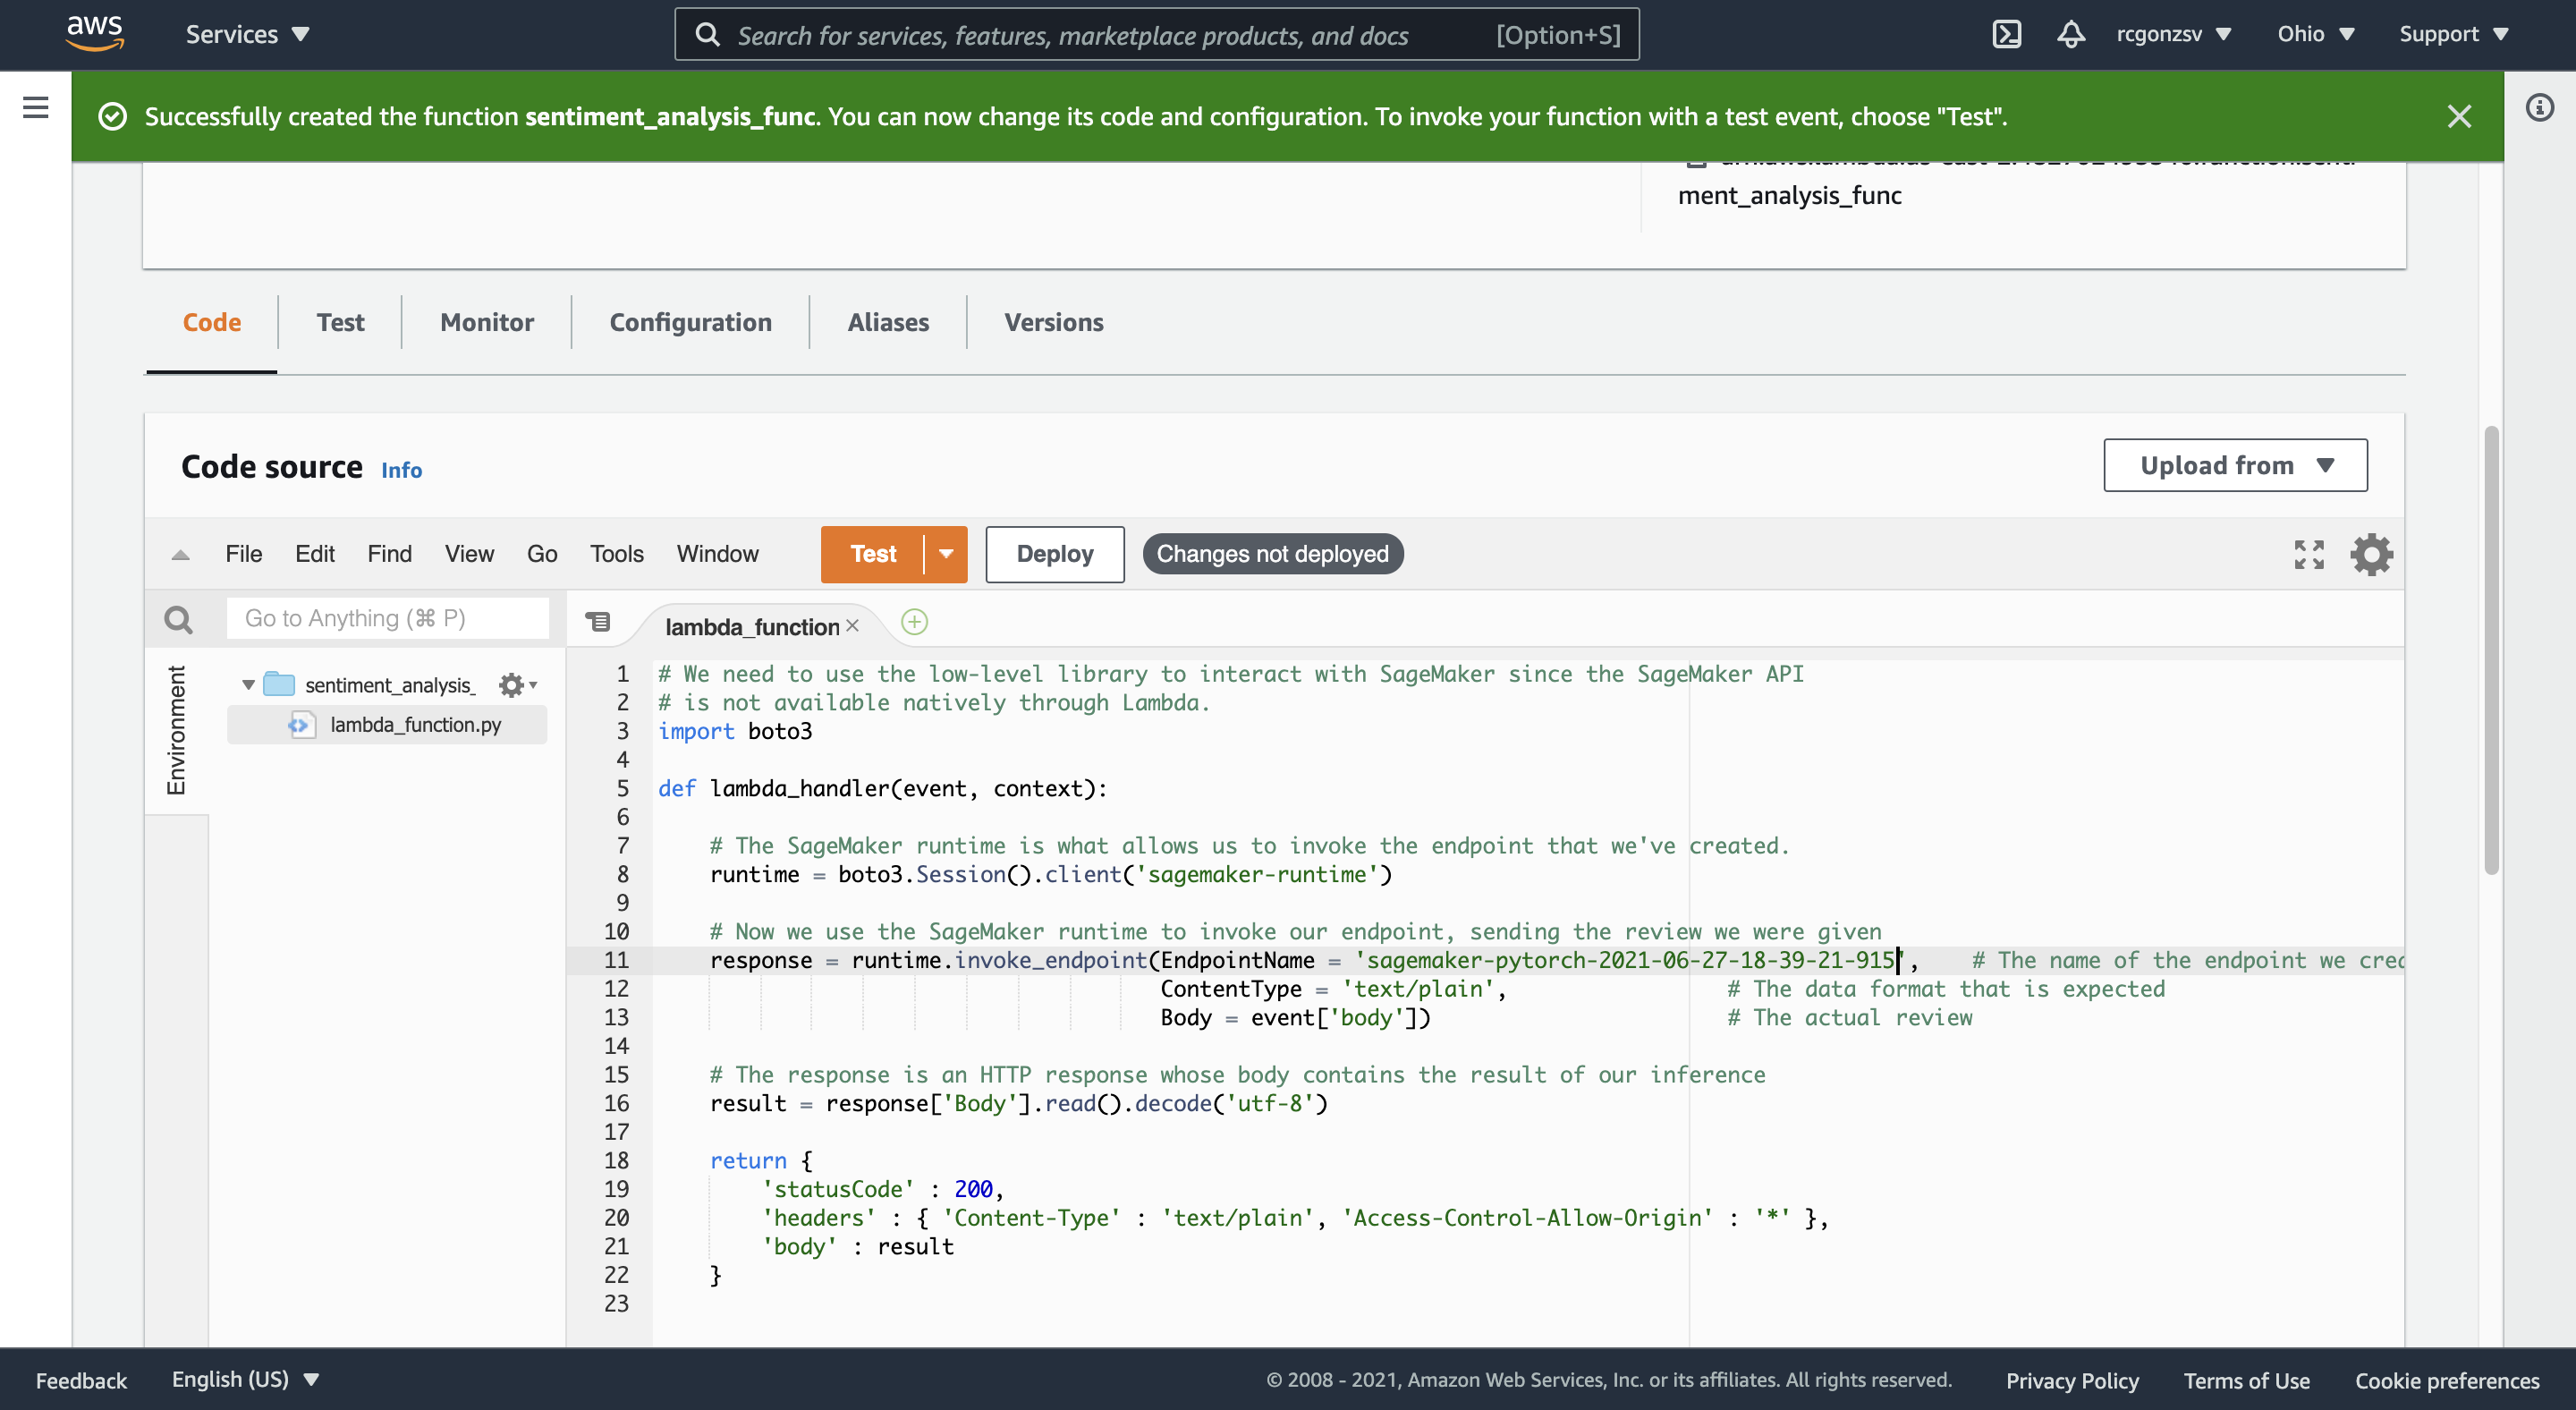 aws Services Search for services, features, marketplace products, and docs [Option+S] rcgonzsv Ohio Support
Successfully created the function sentiment_analysis_func. You can now change its code and configuration. To invoke your function with a test event, choose "Test".
ment_analysis_func
Code Test Monitor Configuration Aliases Versions
Code source Info Upload from
File Edit Find View Go Tools Window Test Deploy Changes not deployed
Go to Anything (⌘ P) lambda_function
Environment
sentiment_analysis_
lambda_function.py
1 # We need to use the low-level library to interact with SageMaker since the SageMaker API
2 # is not available natively through Lambda.
3 import boto3
4
5 def lambda_handler(event, context):
6
7 # The SageMaker runtime is what allows us to invoke the endpoint that we've created.
8 runtime = boto3.Session().client('sagemaker-runtime')
9
10 # Now we use the SageMaker runtime to invoke our endpoint, sending the review we were given
11 response = runtime.invoke_endpoint(EndpointName = 'sagemaker-pytorch-2021-06-27-18-39-21-915', # The name of the endpoint we crea
12 ContentType = 'text/plain', # The data format that is expected
13 Body = event['body']) # The actual review
14
15 # The response is an HTTP response whose body contains the result of our inference
16 result = response['Body'].read().decode('utf-8')
17
18 return {
19 'statusCode' : 200,
20 'headers' : { 'Content-Type' : 'text/plain', 'Access-Control-Allow-Origin' : '*' },
21 'body' : result
22 }
23
Feedback English (US) © 2008 - 2021, Amazon Web Services, Inc. or its affiliates. All rights reserved. Privacy Policy Terms of Use Cookie preferences